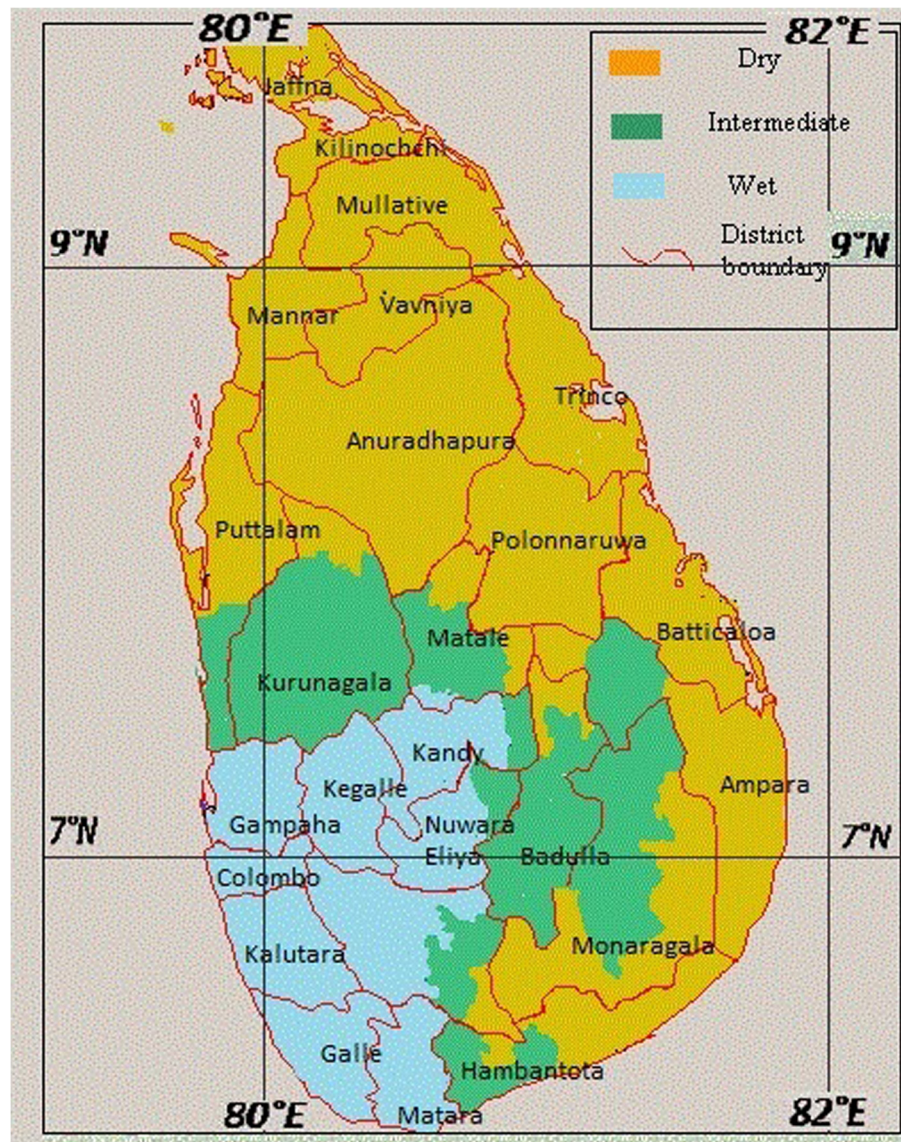 80°E
82°E
Dry
Jaffna
Intermediate
Kilinochchi
Wet
Mullative
District
boundary
9°N
9°N
Vavniya
Mannar
Trinco
Anuradhapura
Puttalam
Polonnaruwa
Batticaloa
Matale
Kurunagala
Kandy
Ampara
Kegalle
Gampaha
Nuwara
Eliya
7°N
7°N
Badulla
Colombo
Monaragala
Kalutara
Galle
Hambantota
Matara
80°E
82°E